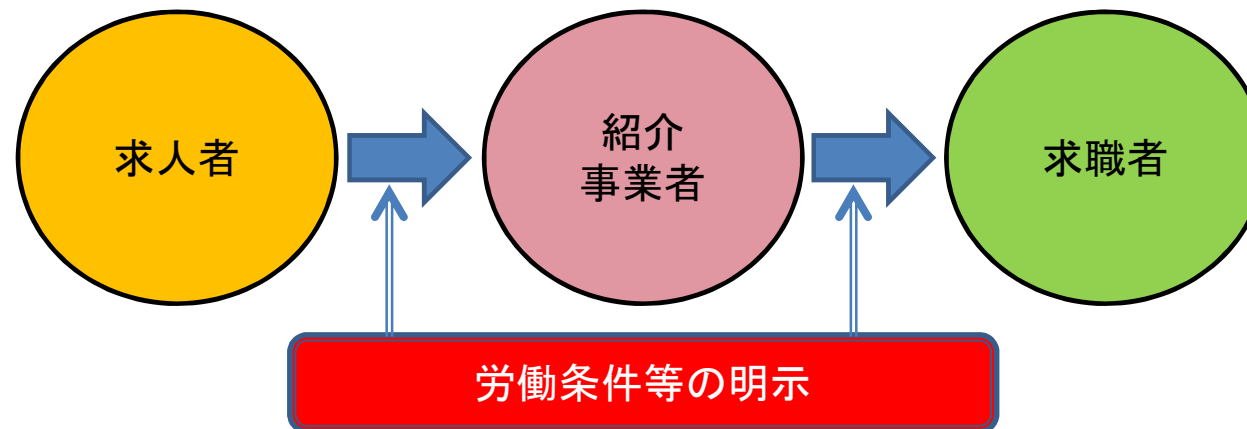 求人者
紹介
事業者
求職者
労働条件等の明示